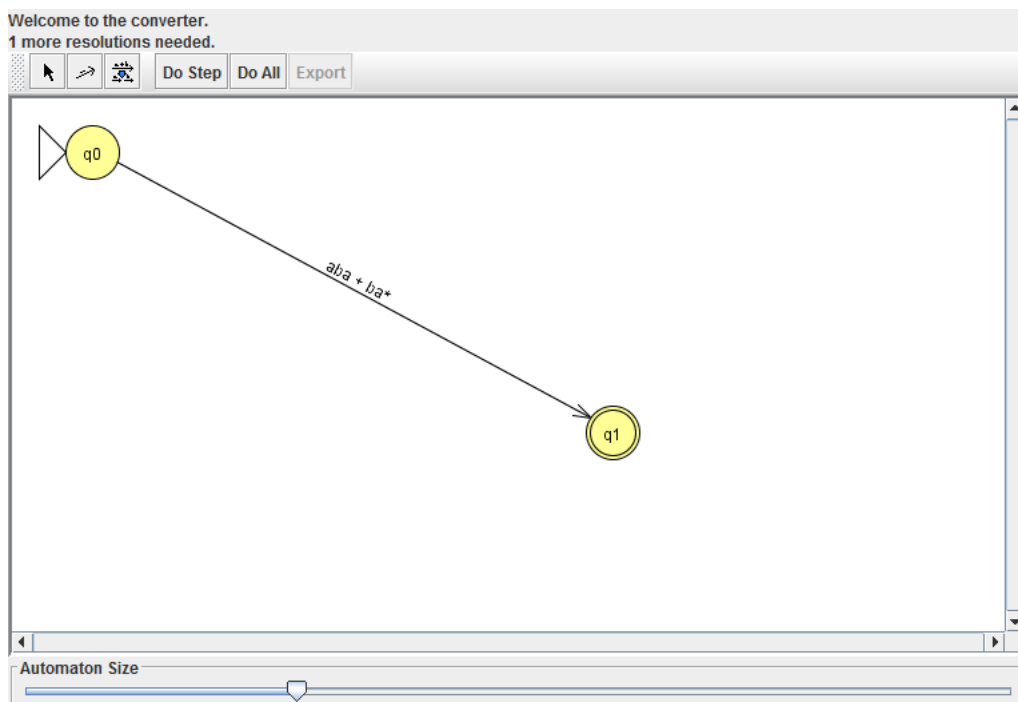 Welcome to the converter.
1 more resolutions needed.
Do Step Do All Export
q0
aba + ba*
q1
Automaton Size